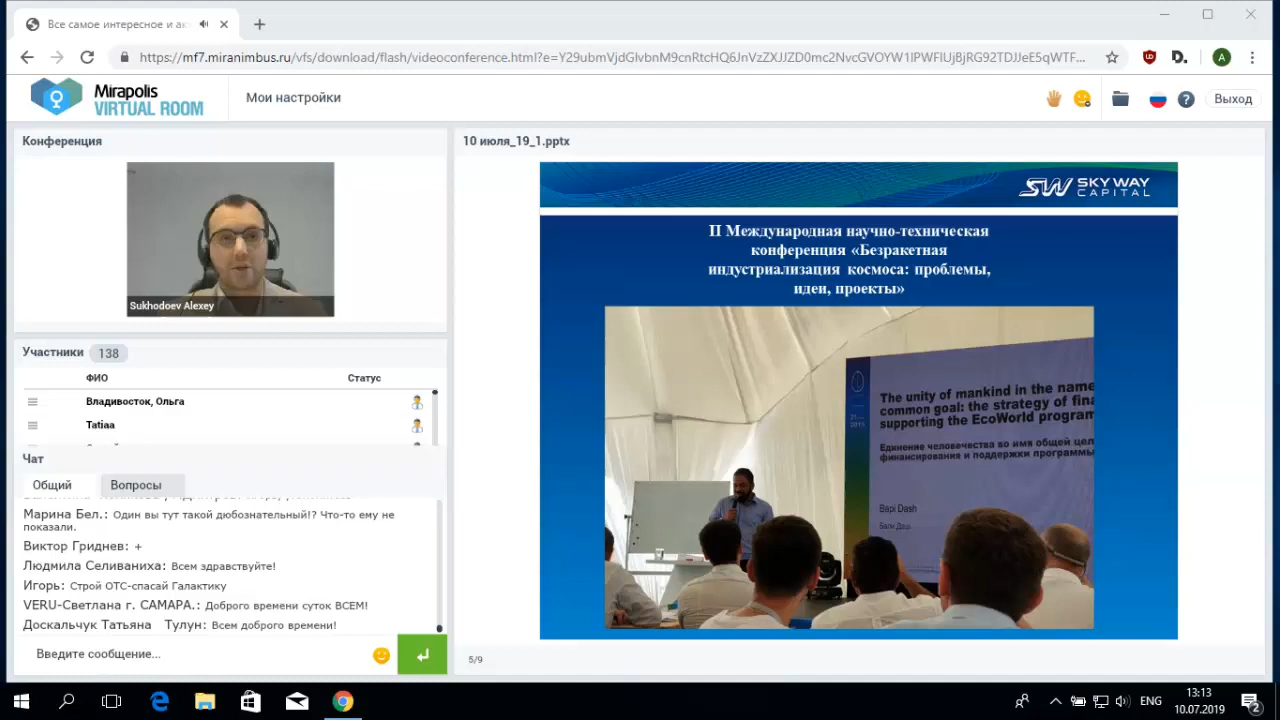 Все самое интересное и ак
https://mf7.miranimbus.ru/vfs/download/flash/videoconference.html?e=
Mirapolis
VIRTUAL ROOM
Мои настройки
Выход
Конференция
Sukhodoev Alexey
Участники 138
ФИО Статус
Владивосток, Ольга
Tatiaa
Чат
Общий Вопросы
Марина Бел.: Один вы тут такой дюбознательный!? Что-то ему не
показали.
Виктор Гриднев: +
Людмила Селиваниха: Всем здравствуйте!
Игорь: Строй ОТС-спасай Галактику
VERU-Светлана г. САМАРА.: Доброго времени суток ВСЕМ!
Доскальчук Татьяна Тулун: Всем доброго времени!
Введите сообщение...
10 июля_19_1.pptx
SW SKY WAY
CAPITAL
II Международная научно-техническая
конференция «Безракетная
индустриализация космоса: проблемы,
идеи, проекты»
The unity of mankind in the name
common goal: the strategy of fina
supporting the EcoWorld program
Единение человечества во имя общей цел
финансирования и поддержки программы
Bapi Dash
Бапи Даш
5/9
ENG
13:13
10.07.2019
2